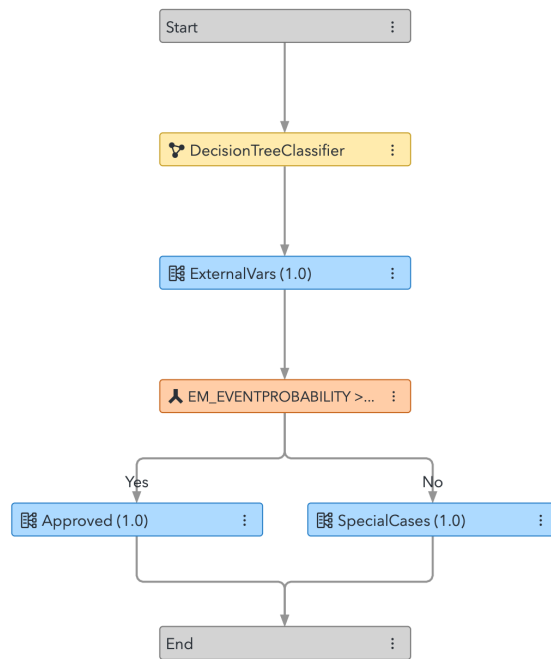 Start
DecisionTreeClassifier
ExternalVars (1.0)
EM_EVENTPROBABILITY >...
Yes
No
Approved (1.0)
SpecialCases (1.0)
End